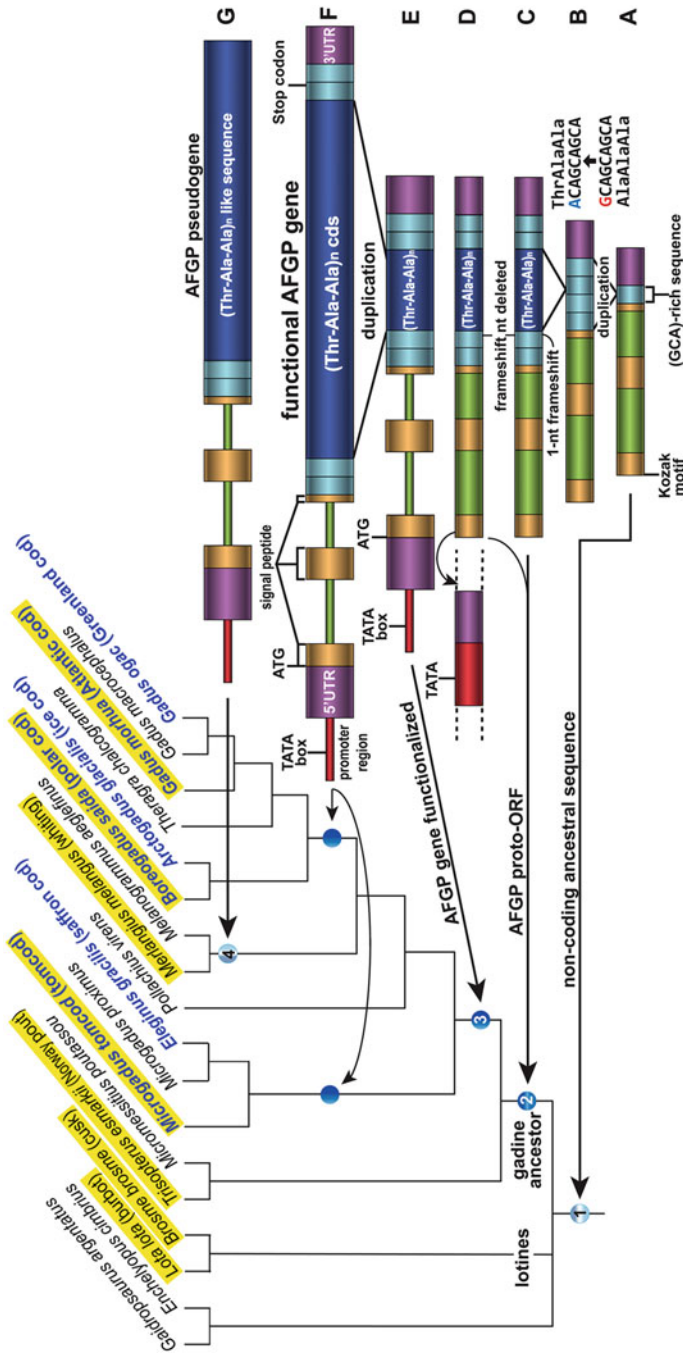 Gaidropsaurus argentatus
Enchelyopus cimbrius
Lota lota (burbot)
Brosme brosme (cusk)
Trisopterus esmarkii (Norway pout)
Micromessitius poutassou
Microgadus tomcod (tomcod)
Microgadus proximus
Eleginus gracilis (saffron cod)
Pollachius virens
Merlangius melangus (whiting)
Melanogrammus aeglefinus
Boreogadus saida (polar cod)
Arctogadus glacialis (ice cod)
Theragra chalcogramma
Gadus morhua (Atlantic cod)
Gadus macrocephalus
Gadus ogac (Greenland cod)
lotines
gadine
ancestor
1
2
3
4
AFGP gene functionalized
AFGP proto-ORF
non-coding ancestral sequence
AFGP pseudogene
(Thr-Ala-Ala)n like sequence
G
functional AFGP gene
signal peptide
ATG
TATA
box
promoter
region
5'UTR
(Thr-Ala-Ala)n cds
Stop codon
3'UTR
F
duplication
TATA
box
ATG
(Thr-Ala-Ala)n
E
TATA
(Thr-Ala-Ala)n
D
frameshift nt deleted
1-nt frameshift
(Thr-Ala-Ala)n
C
duplication
B
ThrAlaAla
ACAGCAGCA
GCAGCAGCA
AlaAlaAla
Kozak
motif
(GCA)-rich sequence
A